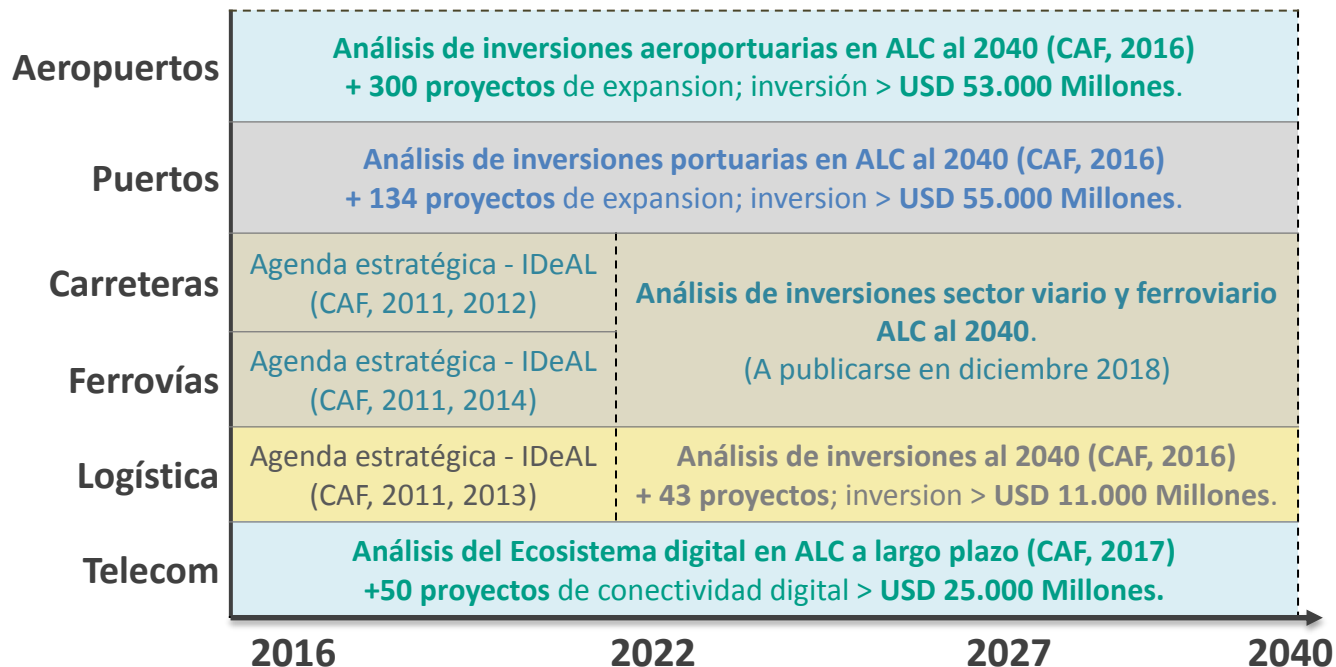 Aeropuertos
Análisis de inversiones aeroportuarias en ALC al 2040 (CAF, 2016)
+ 300 proyectos de expansion; inversión > USD 53.000 Millones.
Puertos
Análisis de inversiones portuarias en ALC al 2040 (CAF, 2016)
+ 134 proyectos de expansion; inversion > USD 55.000 Millones.
Carreteras
Agenda estratégica - IDeAL
(CAF, 2011, 2012)
Ferrovías
Agenda estratégica - IDeAL
(CAF, 2011, 2014)
Análisis de inversiones sector viario y ferroviario
ALC al 2040.
(A publicarse en diciembre 2018)
Logística
Agenda estratégica - IDeAL
(CAF, 2011, 2013)
Análisis de inversiones al 2040 (CAF, 2016)
+ 43 proyectos; inversion > USD 11.000 Millones.
Telecom
Análisis del Ecosistema digital en ALC a largo plazo (CAF, 2017)
+50 proyectos de conectividad digital > USD 25.000 Millones.
2016 2022 2027 2040